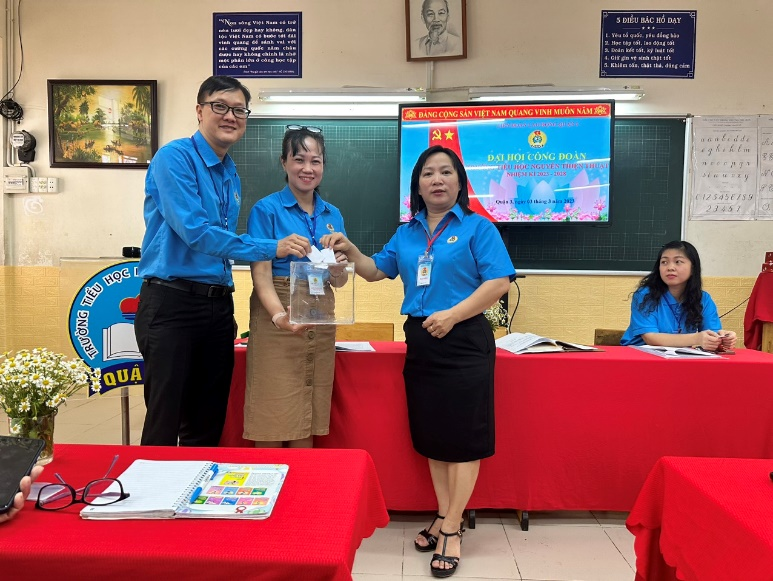 "Non sông Việt Nam có trở
nên tươi đẹp hay không, dân
tộc Việt Nam có bước tới đài
vinh quang để sánh vai với
các cường quốc năm châu
được hay không chính là nhờ
một phần lớn ở công học tập
của các em"
5 ĐIỀU BÁC HỒ DẠY
1. Yêu tổ quốc, yêu đồng bào
2. Học tập tốt, lao động tốt
3. Đoàn kết tốt, kỷ luật tốt
4. Giữ gìn vệ sinh thật tốt
5. Khiêm tốn, thật thà, dũng cảm
ĐẢNG CỘNG SẢN VIỆT NAM QUANG VINH MUÔN NĂM
ĐẠI HỘI CÔNG ĐOÀN
TIỂU HỌC NGUYỄN THIỆN THUẬT
NHIỆM KỲ 2023 - 2028
Quận 3, ngày 03 tháng 3 năm 2023
TRƯỜNG TIỂU HỌC
QUẬ